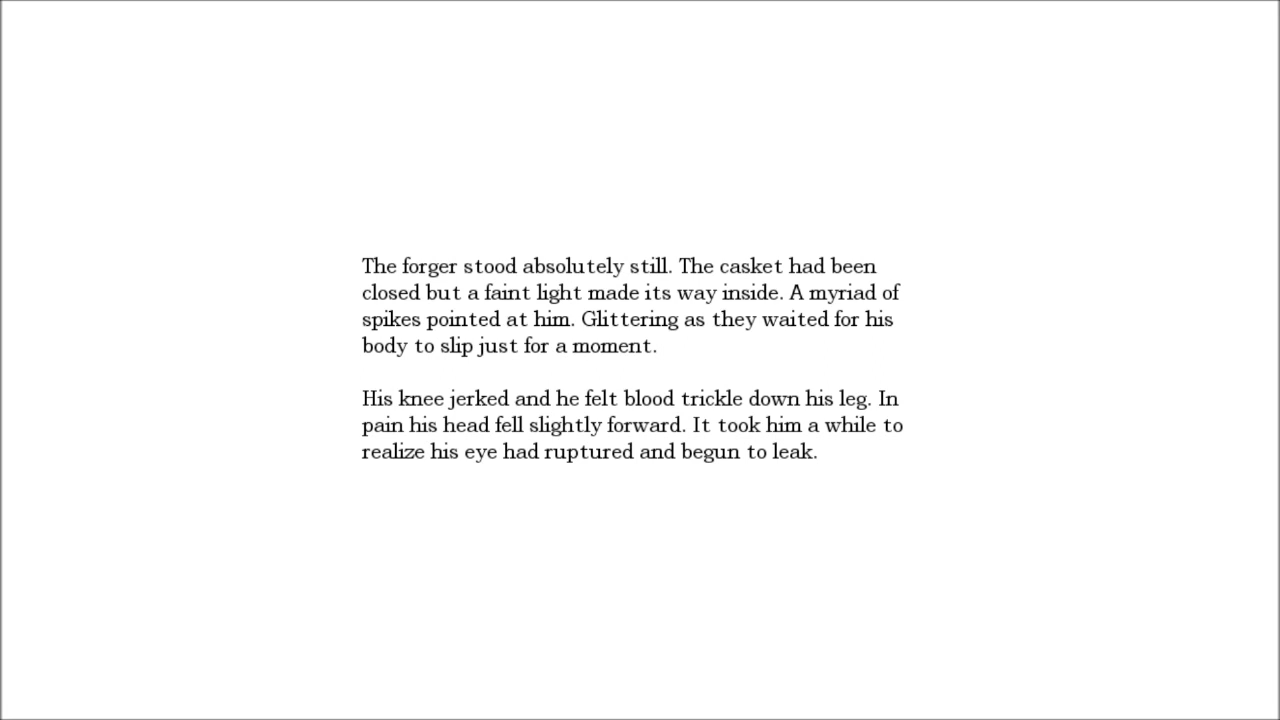 The forger stood absolutely still. The casket had been
closed but a faint light made its way inside. A myriad of
spikes pointed at him. Glittering as they waited for his
body to slip just for a moment.
His knee jerked and he felt blood trickle down his leg. In
pain his head fell slightly forward. It took him a while to
realize his eye had ruptured and begun to leak.